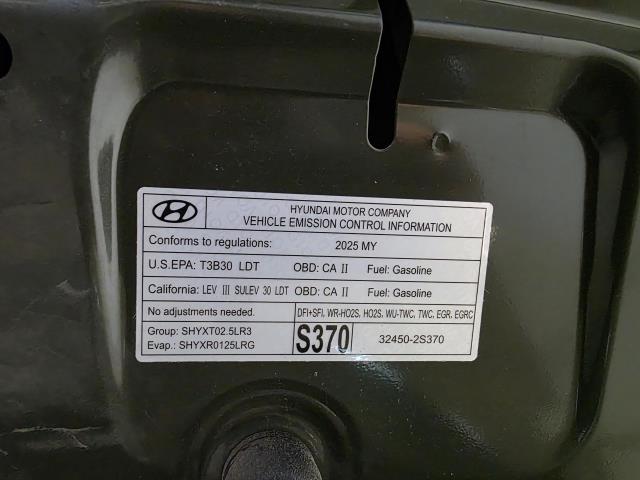 HYUNDAI MOTOR COMPANY
VEHICLE EMISSION CONTROL INFORMATION
Conforms to regulations: 2025 MY
U.S.EPA: T3B30 LDT OBD: CA II Fuel: Gasoline
California: LEV III SULEV 30 LDT OBD: CA II Fuel: Gasoline
No adjustments needed. DFI+SFI, WR-HO2S, HO2S, WU-TWC, TWC, EGR, EGRC
Group: SHYXT02.5LR3
Evap.: SHYXR0125LRG
S370
32450-2S370